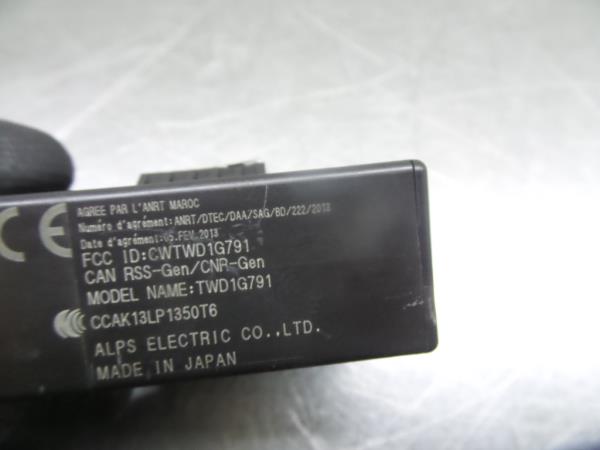 CE
AGREE PAR L'ANRT MAROC
Numéro d'agrément:ANRT/DTEC/DAA/SAG/BD/222/2013
Date d'agrément:05.FEV.2013
FCC ID:CWTWD1G791
CAN RSS-Gen/CNR-Gen
MODEL NAME:TWD1G791
CCAK13LP1350T6
ALPS ELECTRIC CO.,LTD.
MADE IN JAPAN